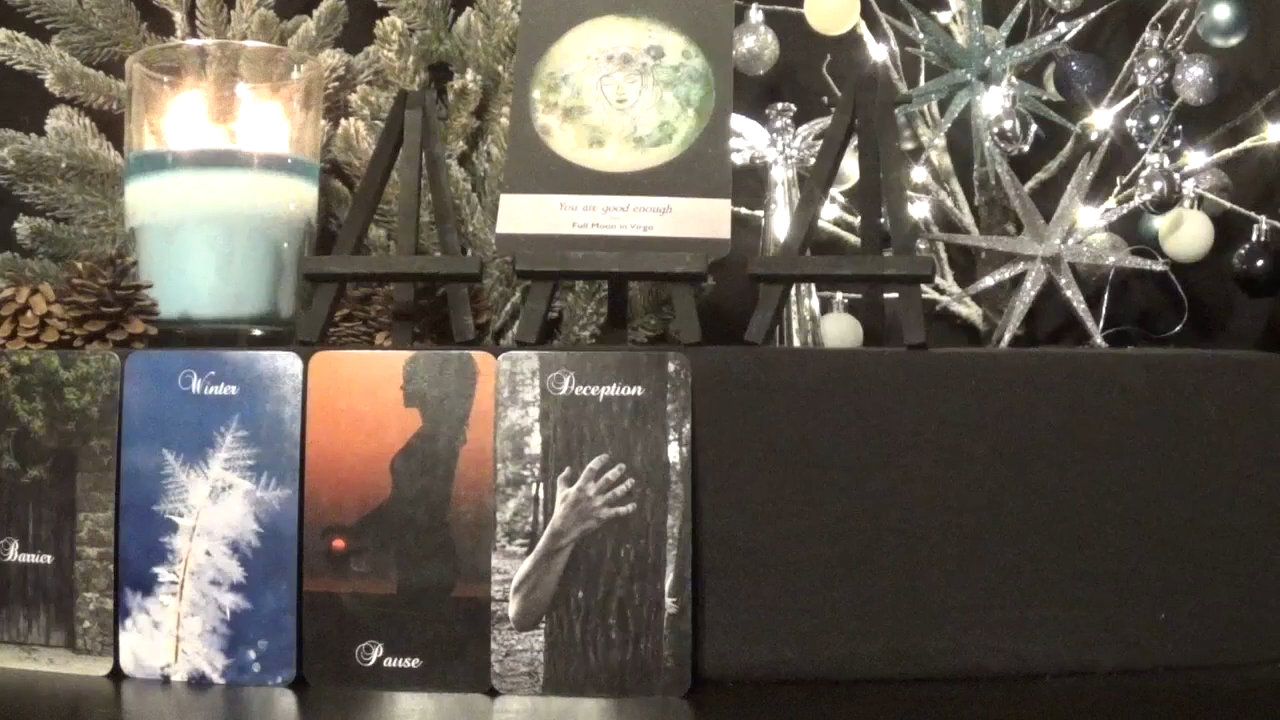 You are good enough
Full Moon in Virgo
Barrier
Winter
Pause
Deception